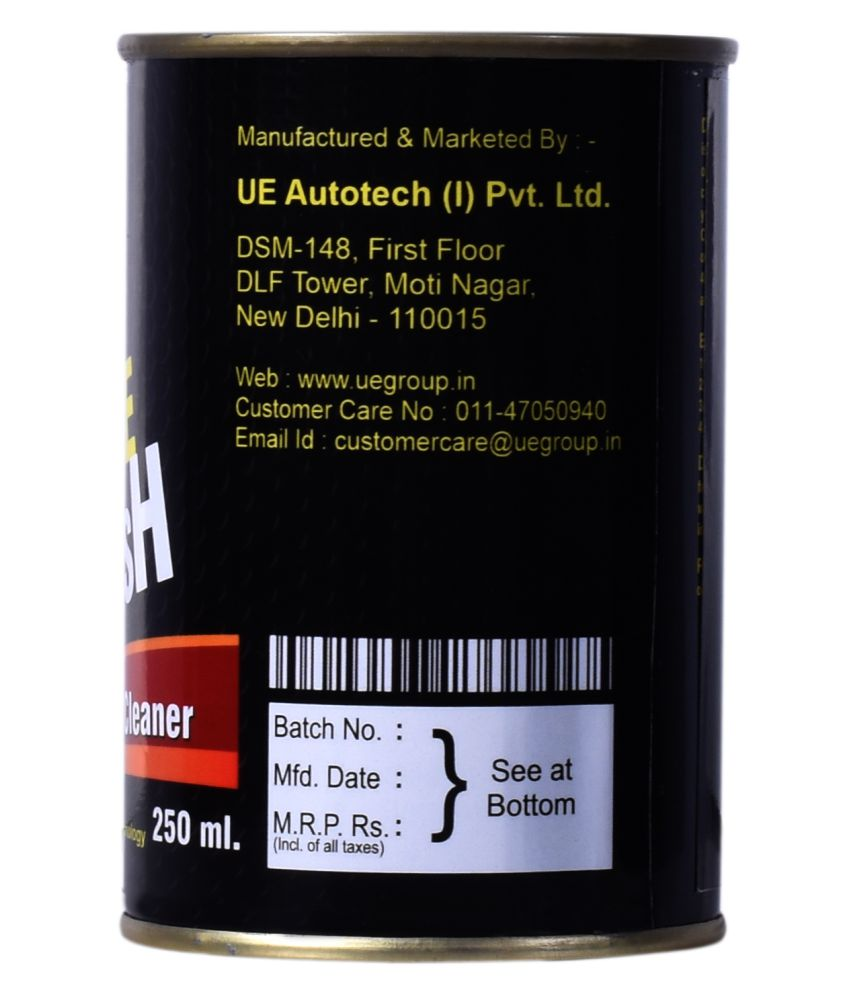 Manufactured & Marketed By : -
UE Autotech (I) Pvt. Ltd.
DSM-148, First Floor
DLF Tower, Moti Nagar,
New Delhi - 110015
Web : www.uegroup.in
Customer Care No : 011-47050940
Email Id : customercare@uegroup.in
E
SH
Cleaner
250 ml.
Batch No. :
Mfd. Date :
M.R.P. Rs. :
(Incl. of all taxes)
See at
Bottom